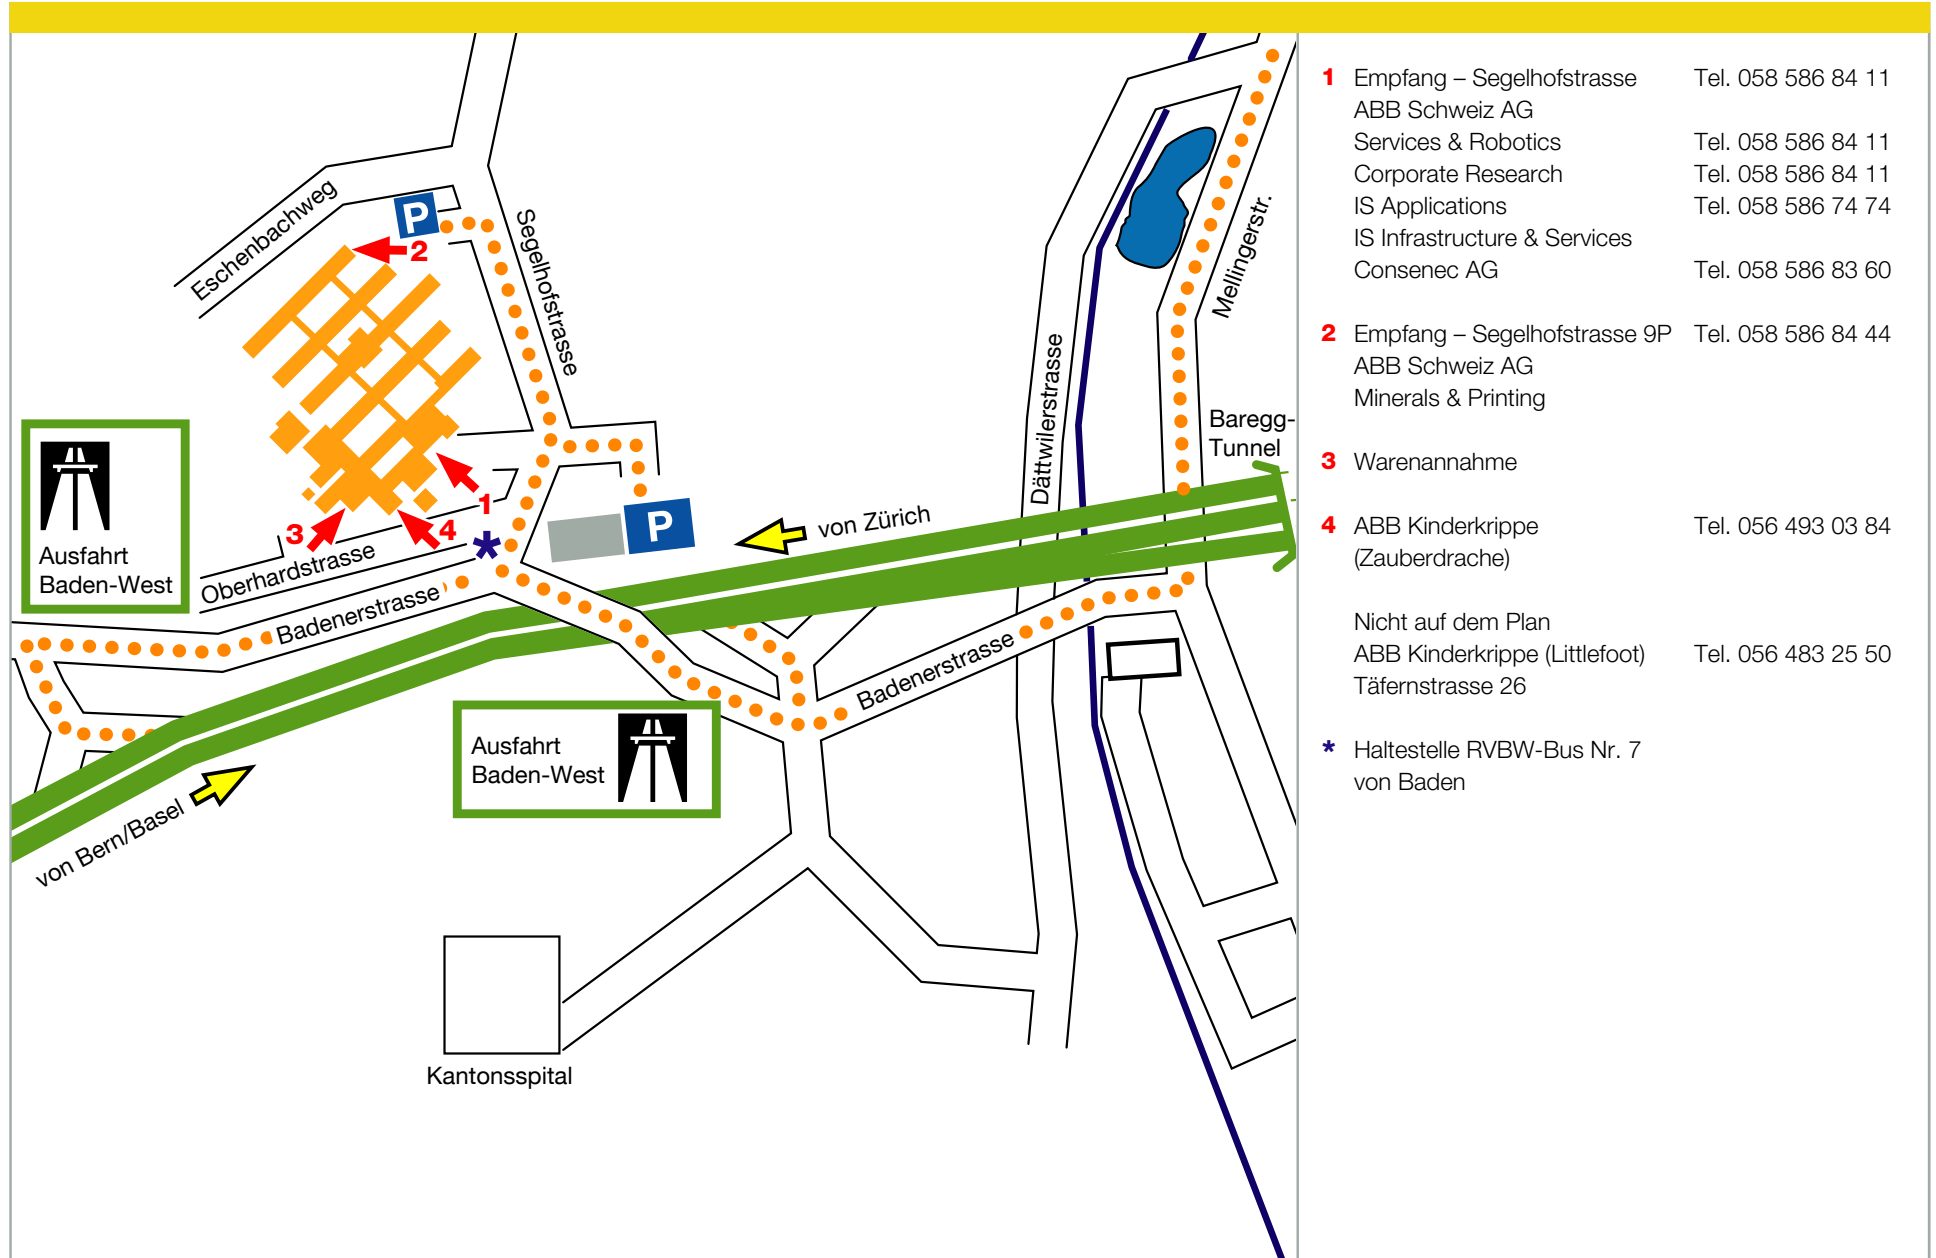 Eschenbachweg
P
2
Segelhofstrasse
Mellingerstr.
Dättwilerstrasse
Baregg-
Tunnel
Ausfahrt
Baden-West
1
3
4
*
P
von Zürich
Oberhardstrasse
Badenerstrasse
Badenerstrasse
Ausfahrt
Baden-West
von Bern/Basel
Kantonsspital
1 Empfang – Segelhofstrasse Tel. 058 586 84 11
ABB Schweiz AG
Services & Robotics Tel. 058 586 84 11
Corporate Research Tel. 058 586 84 11
IS Applications Tel. 058 586 74 74
IS Infrastructure & Services
Consenec AG Tel. 058 586 83 60
2 Empfang – Segelhofstrasse 9P Tel. 058 586 84 44
ABB Schweiz AG
Minerals & Printing
3 Warenannahme
4 ABB Kinderkrippe Tel. 056 493 03 84
(Zauberdrache)
Nicht auf dem Plan
ABB Kinderkrippe (Littlefoot) Tel. 056 483 25 50
Täfernstrasse 26
* Haltestelle RVBW-Bus Nr. 7
von Baden